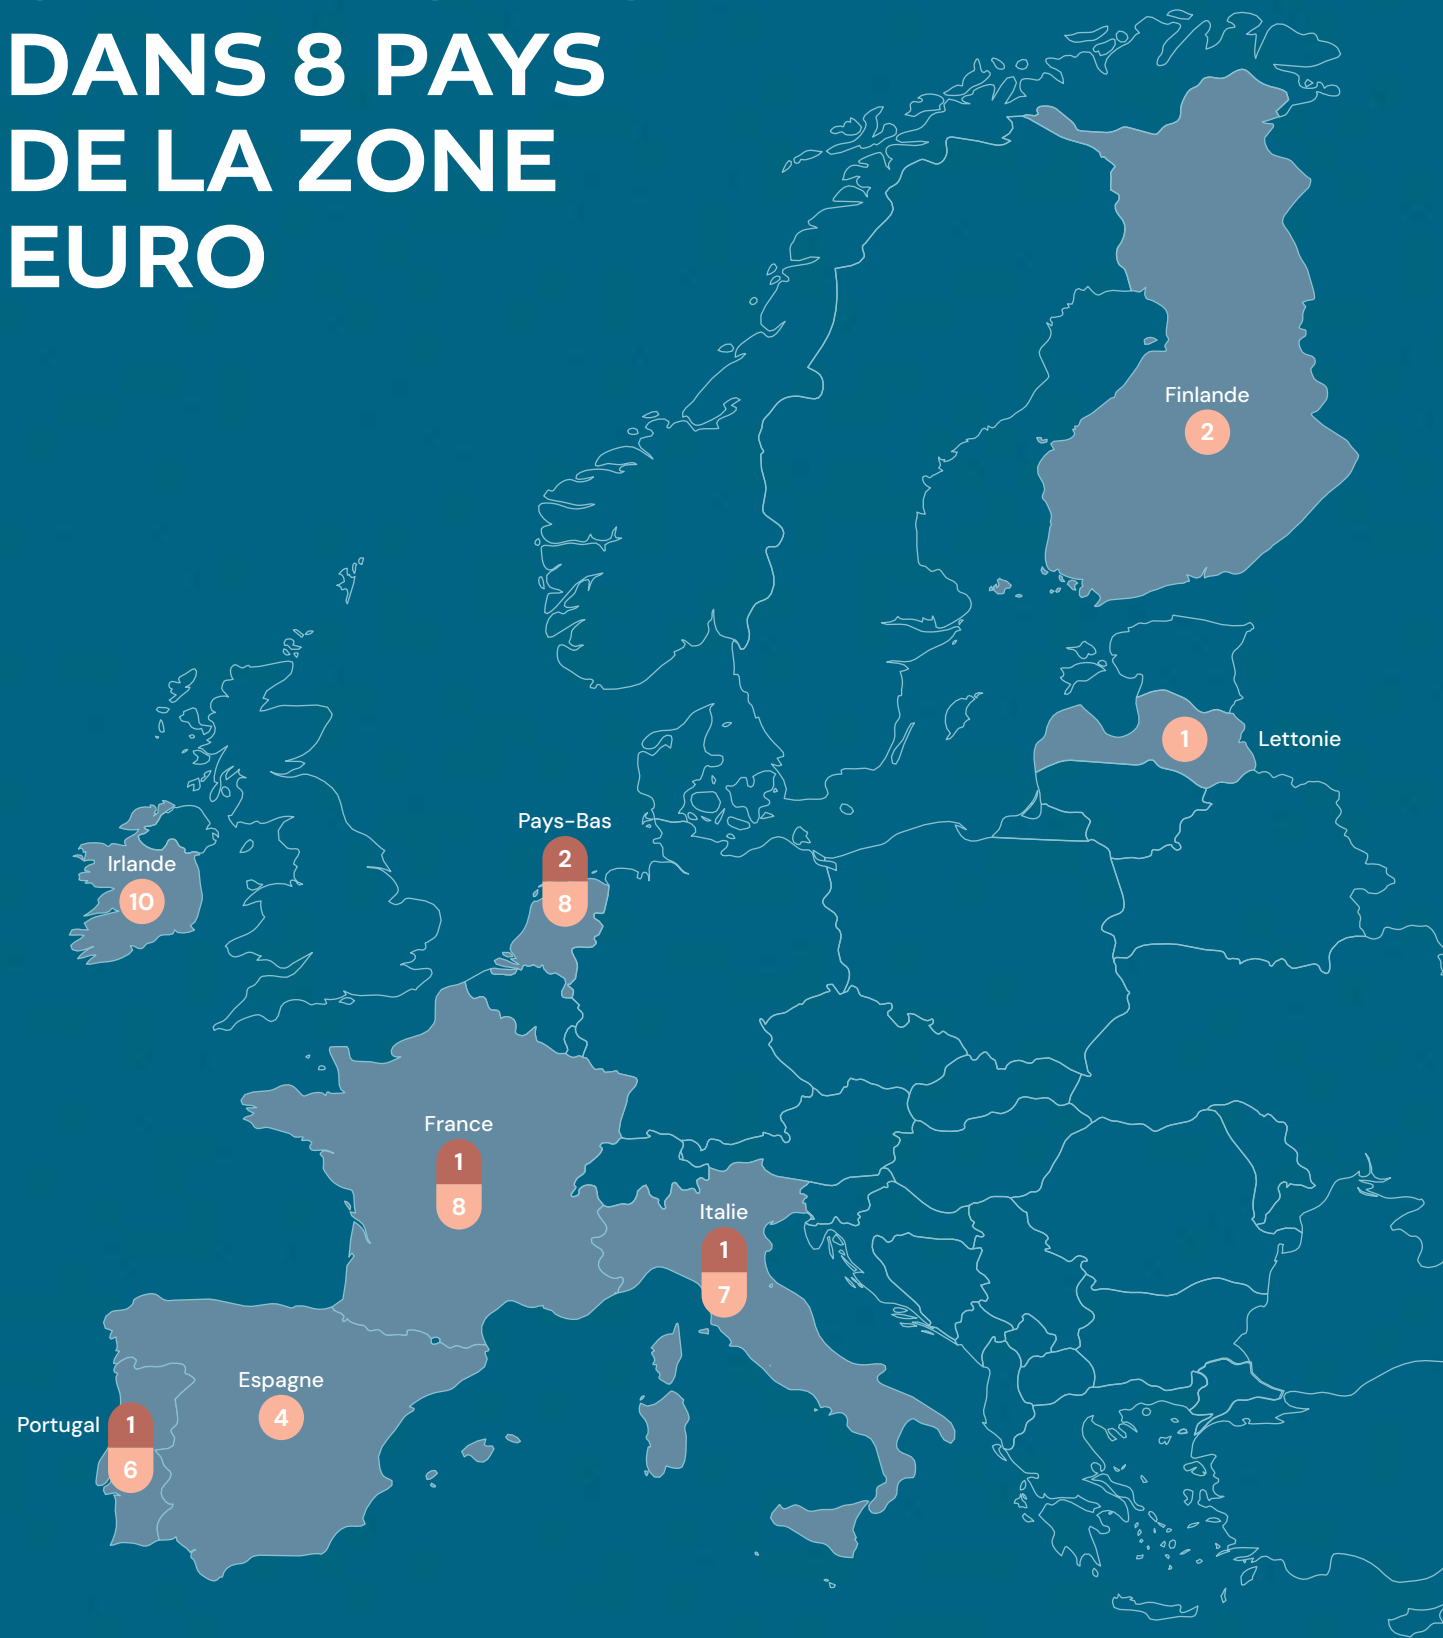 DANS 8 PAYS
DE LA ZONE
EURO
Finlande
2
1
Lettonie
Pays-Bas
2
8
Irlande
10
France
1
8
Italie
1
7
Espagne
4
Portugal
1
6